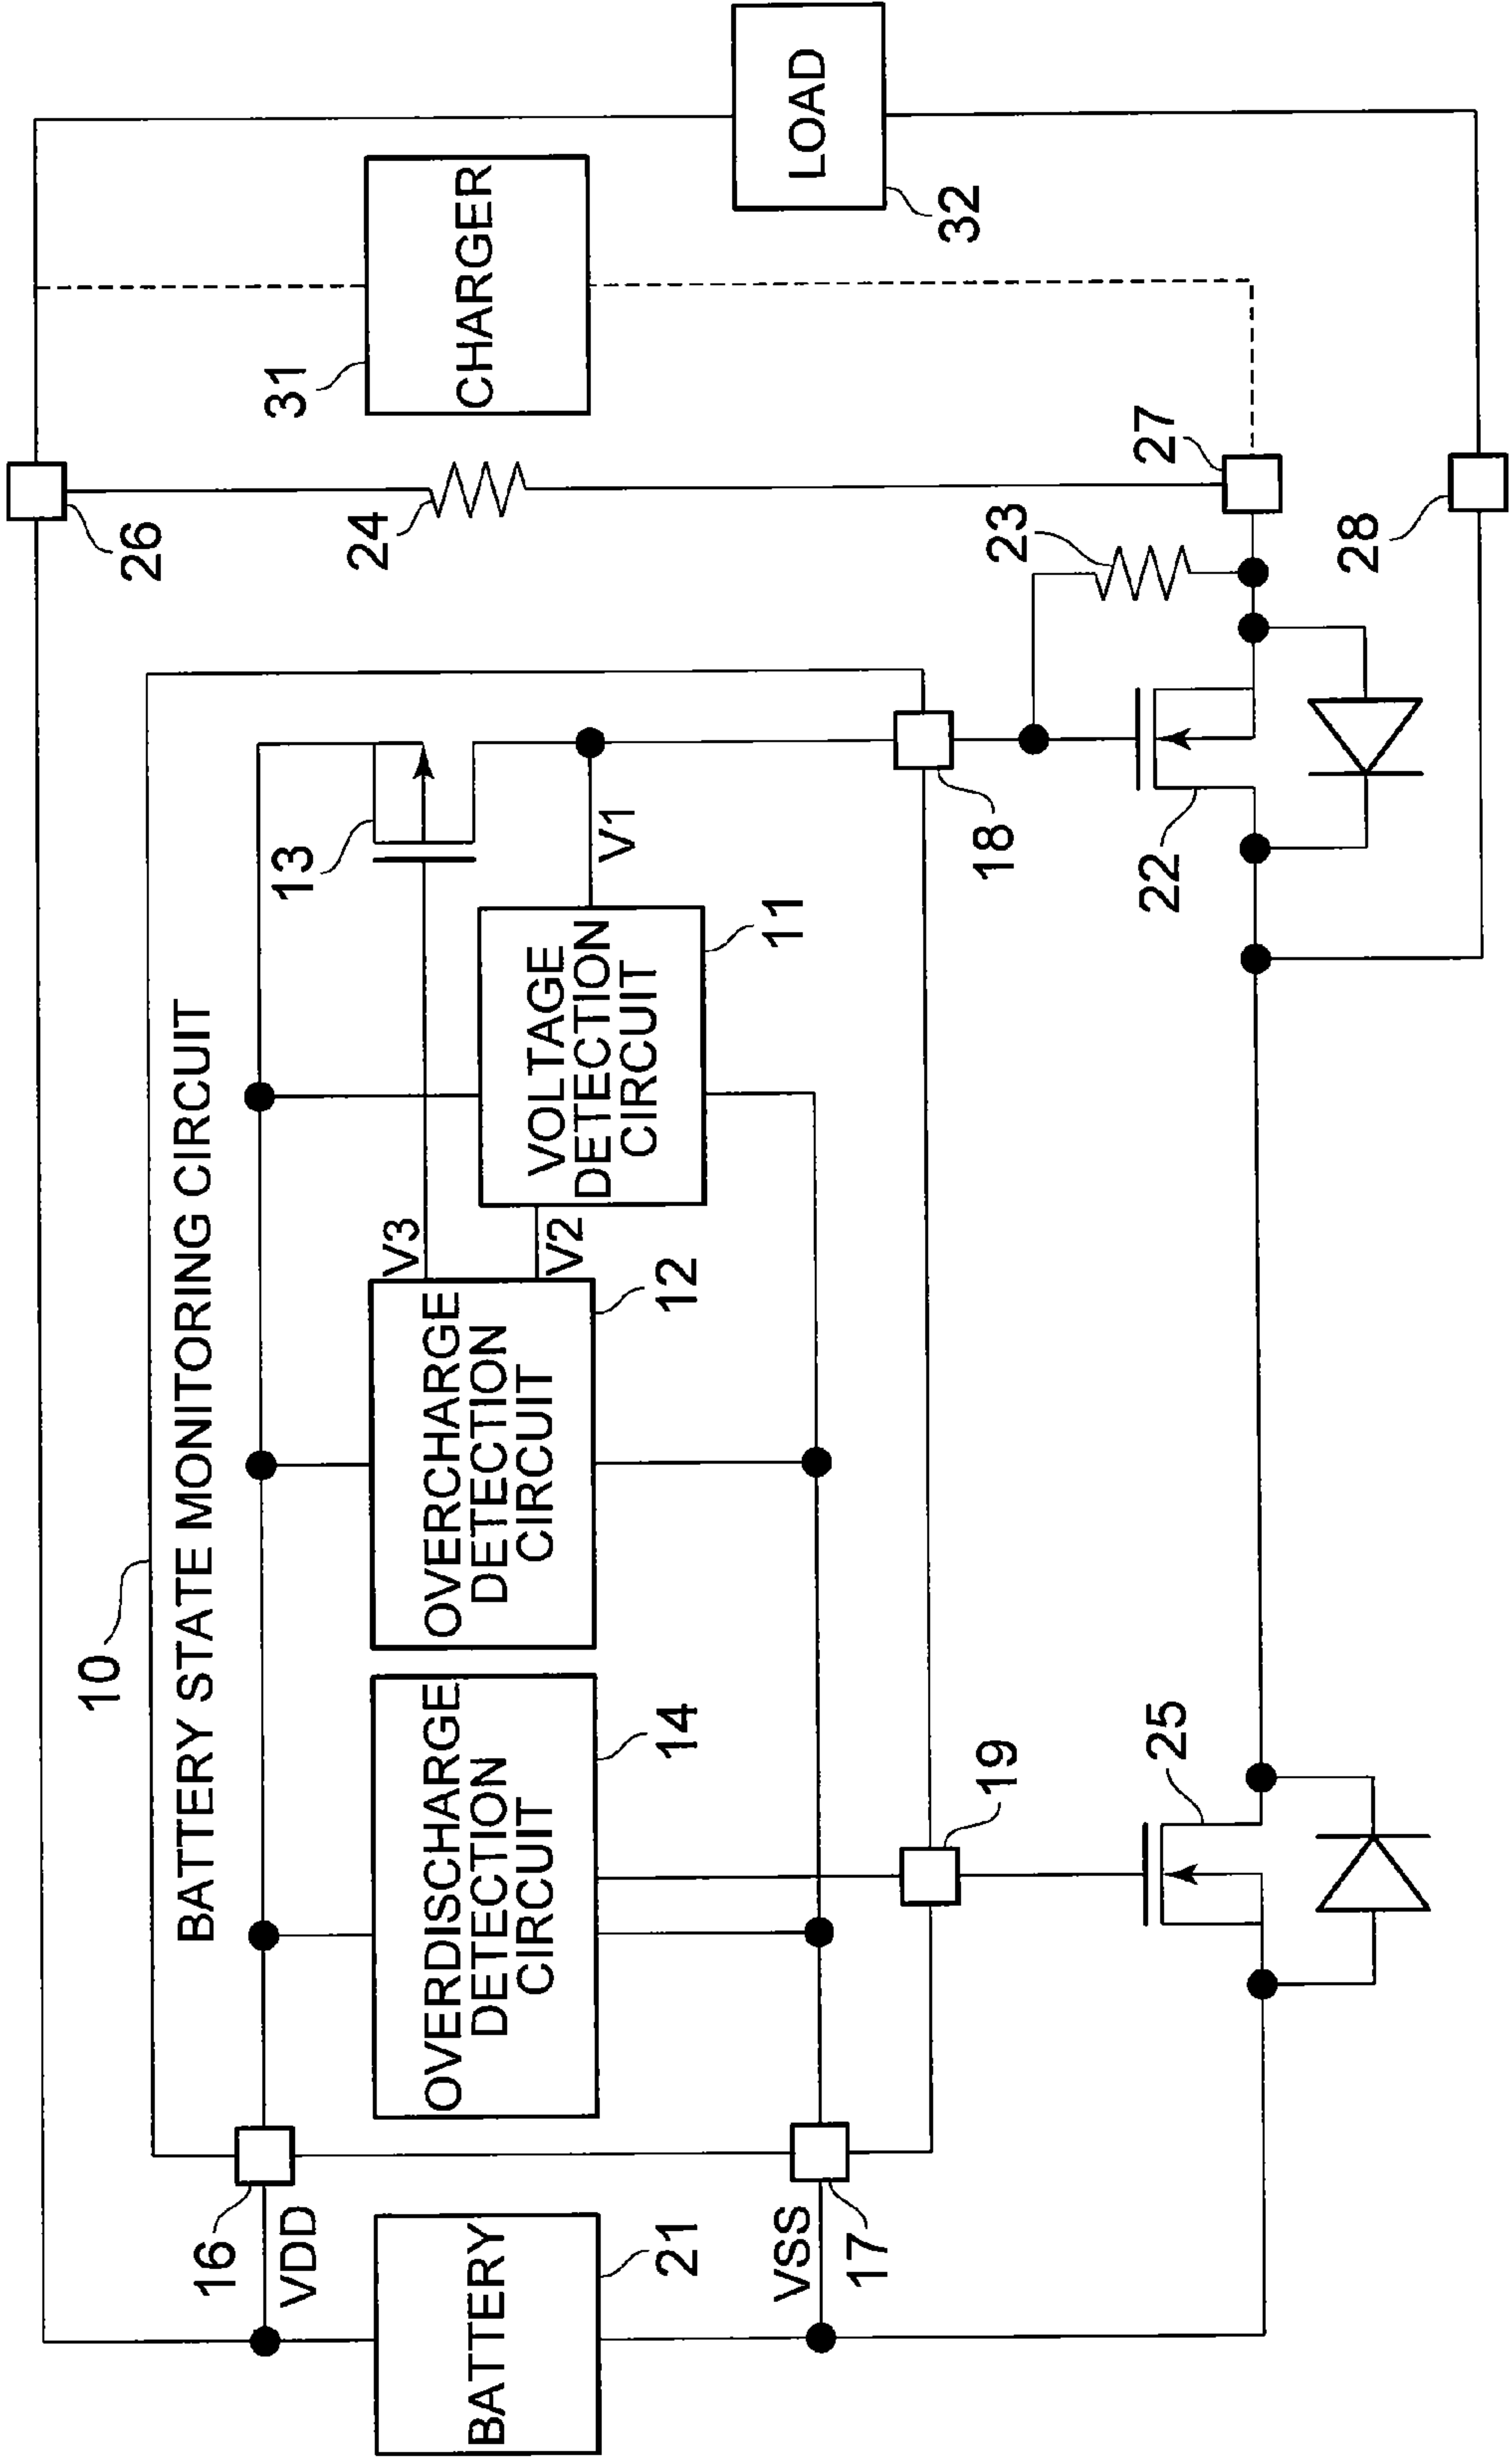 10
BATTERY STATE MONITORING CIRCUIT
16
VDD
BATTERY
21
VSS
17
OVERDISCHARGE
DETECTION
CIRCUIT
14
19
OVERCHARGE
DETECTION
CIRCUIT
12
V3
V2
VOLTAGE
DETECTION
CIRCUIT
11
V1
13
18
22
25
23
24
26
27
28
31
CHARGER
LOAD
32